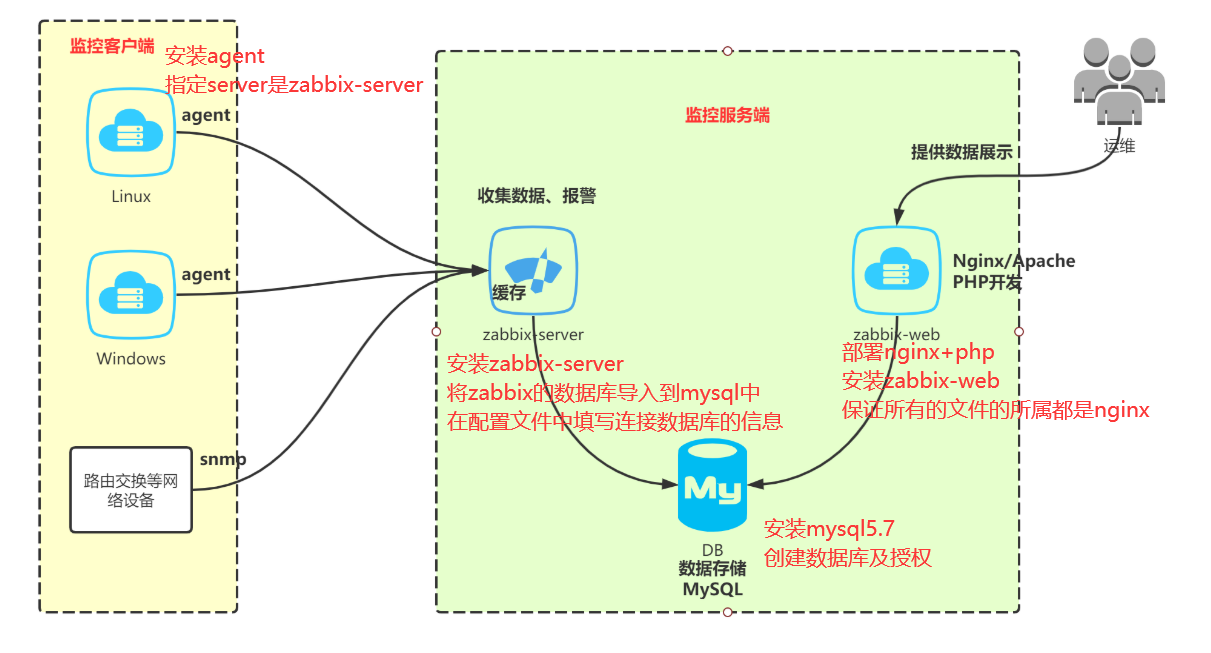 监控客户端
安装agent
指定server是zabbix-server
agent
Linux
agent
Windows
snmp
路由交换等网
络设备
监控服务端
收集数据、报警
缓存
zabbix-server
安装zabbix-server
将zabbix的数据库导入到mysql中
在配置文件中填写连接数据库的信息
运维
提供数据展示
Nginx/Apache
PHP开发
zabbix-web
部署nginx+php
安装zabbix-web
保证所有的文件的所属都是nginx
My
DB
数据存储
MySQL
安装mysql5.7
创建数据库及授权